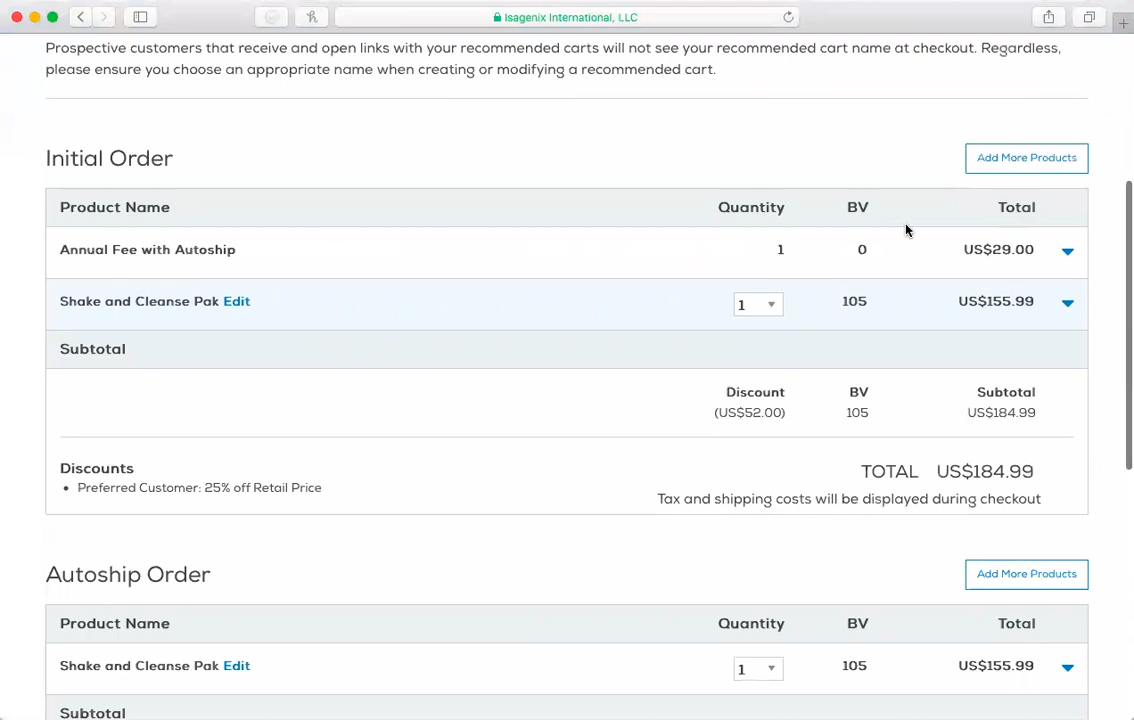 Isagenix International, LLC
Prospective customers that receive and open links with your recommended carts will not see your recommended cart name at checkout. Regardless,
please ensure you choose an appropriate name when creating or modifying a recommended cart.
Initial Order
Add More Products
Product Name Quantity BV Total
Annual Fee with Autoship 1 0 US$29.00
Shake and Cleanse Pak Edit 1 105 US$155.99
Subtotal
Discount BV Subtotal
(US$52.00) 105 US$184.99
Discounts
TOTAL US$184.99
• Preferred Customer: 25% off Retail Price
Tax and shipping costs will be displayed during checkout
Autoship Order
Add More Products
Product Name Quantity BV Total
Shake and Cleanse Pak Edit 1 105 US$155.99
Subtotal